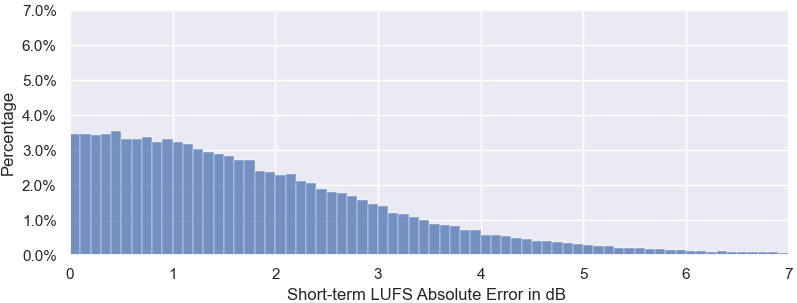 7.0%
6.0%
5.0%
4.0%
3.0%
2.0%
1.0%
0.0%
Percentage
0 1 2 3 4 5 6 7
Short-term LUFS Absolute Error in dB